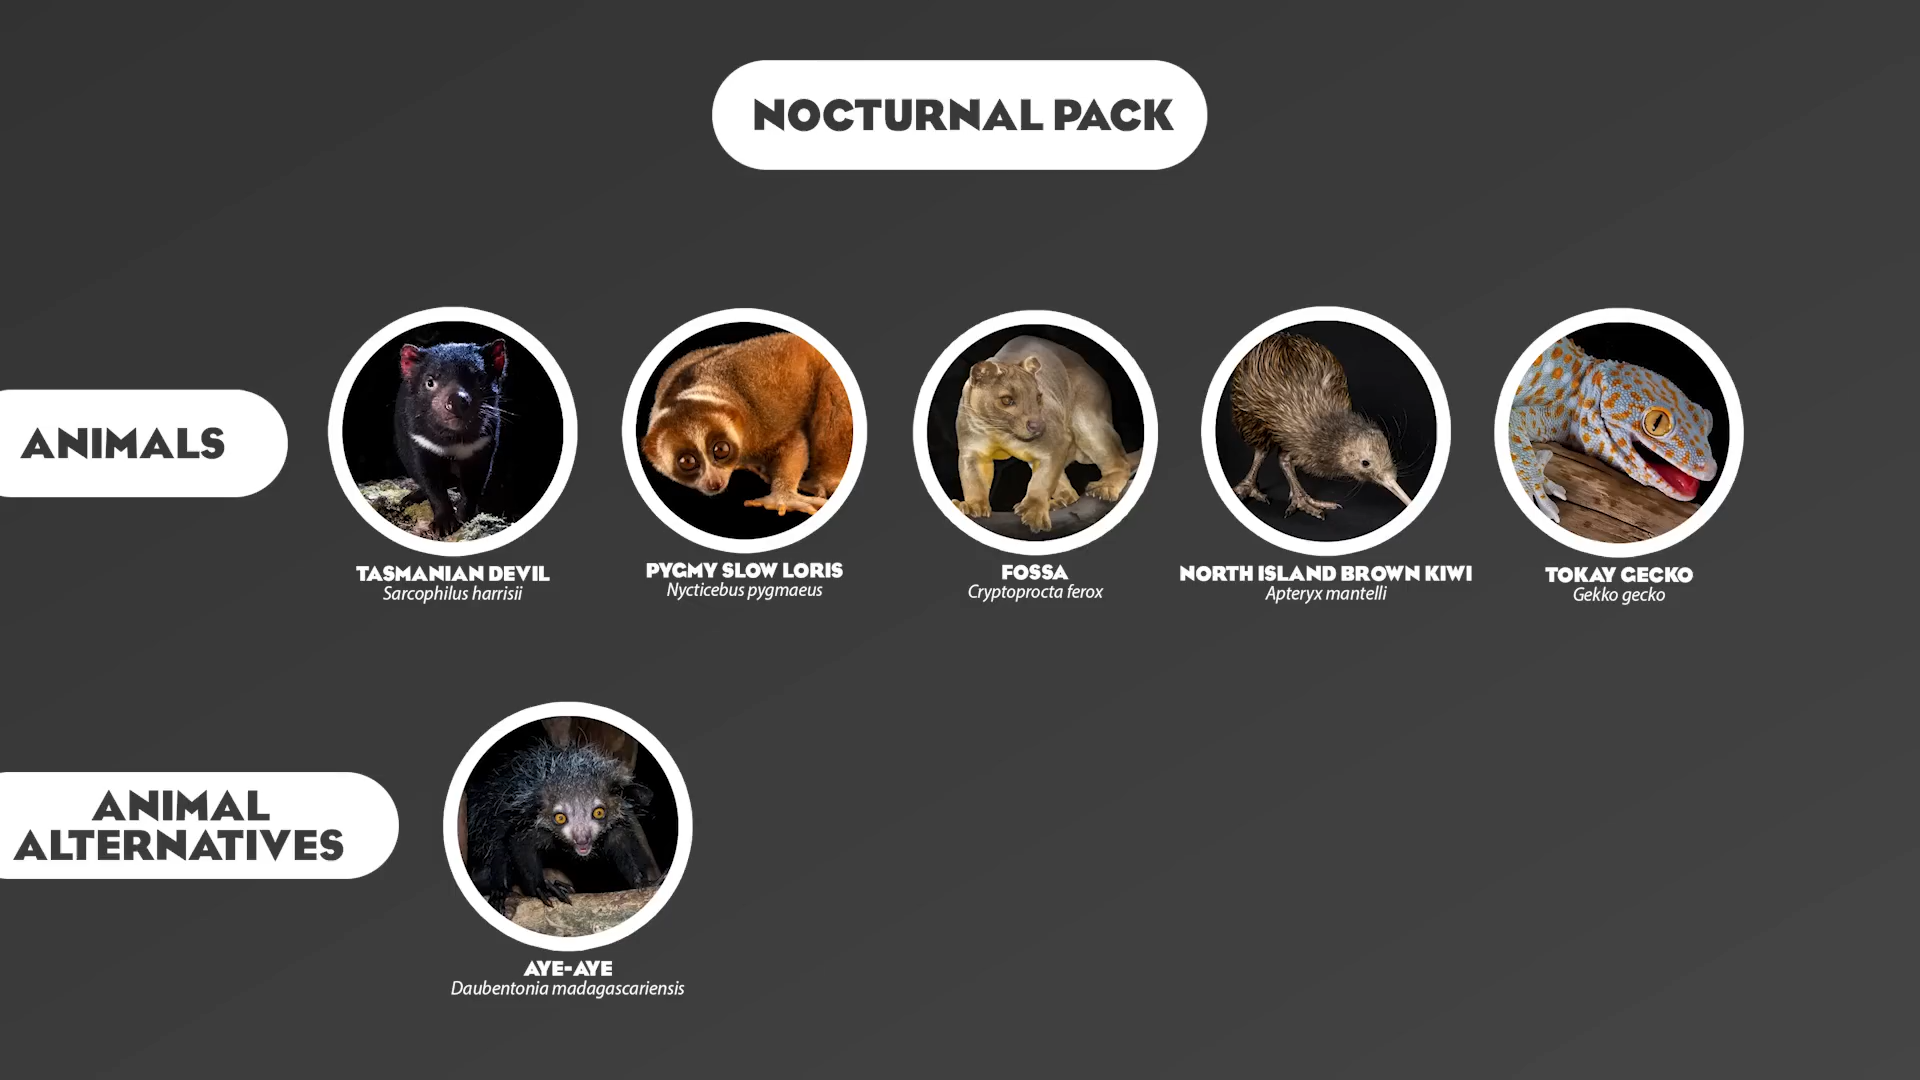 NOCTURNAL PACK
ANIMALS
TASMANIAN DEVIL
Sarcophilus harrisii
PYGMY SLOW LORIS
Nycticebus pygmaeus
FOSSA
Cryptoprocta ferox
NORTH ISLAND BROWN KIWI
Apteryx mantelli
TOKAY GECKO
Gekko gecko
ANIMAL
ALTERNATIVES
AYE-AYE
Daubentonia madagascariensis